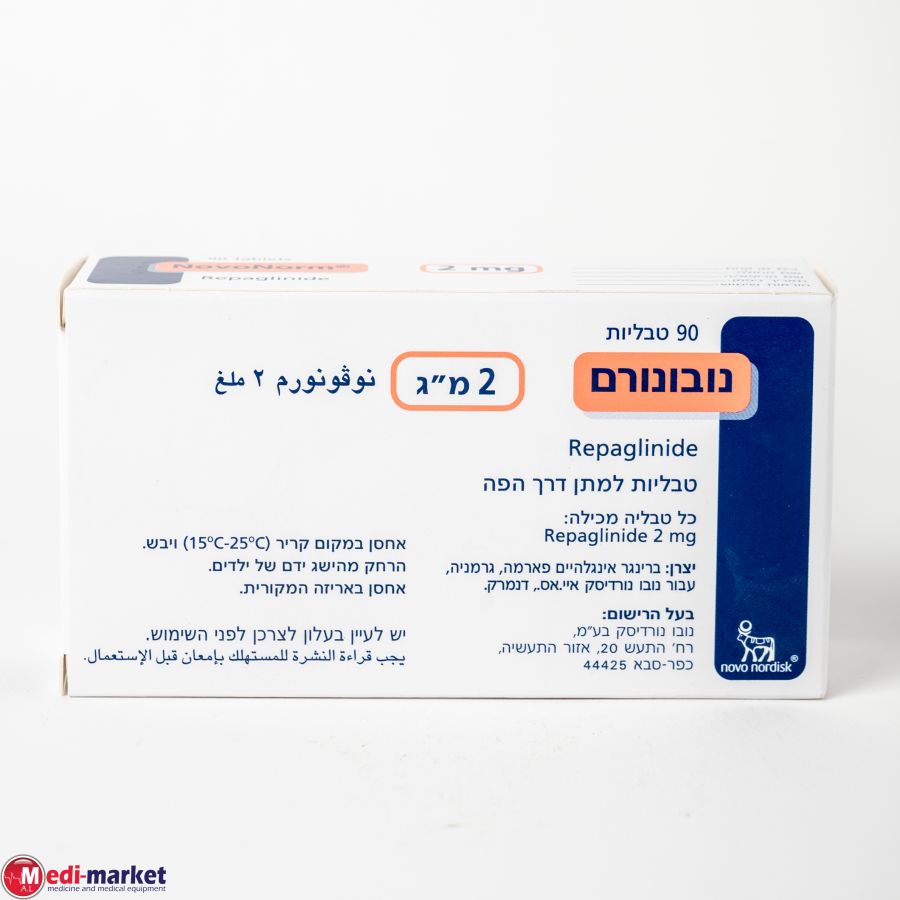 90 tablets
NovoNorm®
Repaglinide
2 mg
90 טבליות
נובונורם
2 מ"ג
نوڤونورم ٢ ملغ
Repaglinide
טבליות למתן דרך הפה
כל טבליה מכילה:
Repaglinide 2 mg
יצרן: ברינגר אינגלהיים פארמה, גרמניה,
עבור נובו נורדיסק איי.אס., דנמרק.
בעל הרישום:
נובו נורדיסק בע"מ,
רח' התעש 20, אזור התעשיה,
כפר-סבא 44425
אחסן במקום קריר (15°C-25°C) ויבש.
הרחק מהישג ידם של ילדים.
אחסן באריזה המקורית.
יש לעיין בעלון לצרכן לפני השימוש.
يجب قراءة النشرة للمستهلك بإمعان قبل الإستعمال.
novo nordisk®
Medi-market
A.L
medicine and medical equipment